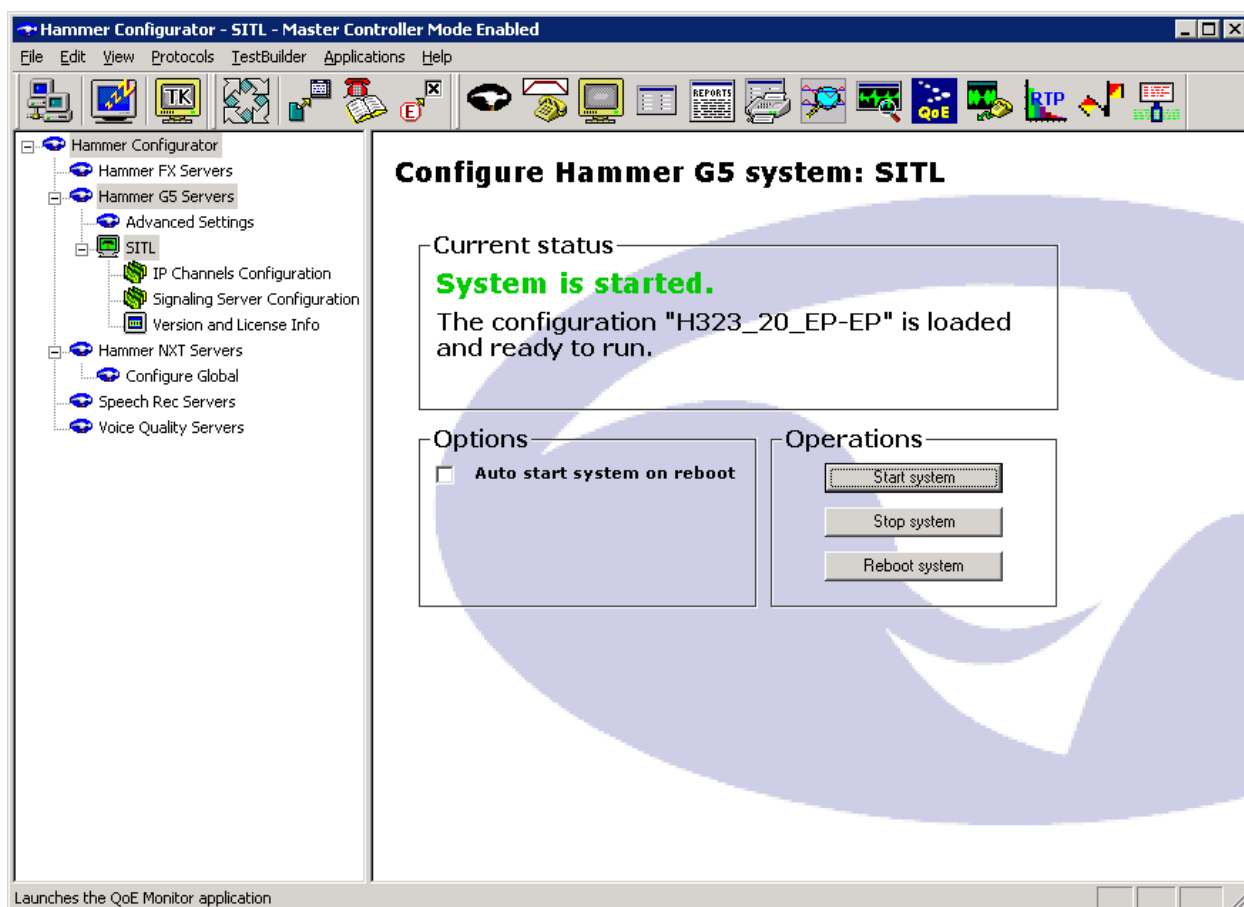 Hammer Configurator - SITL - Master Controller Mode Enabled
File Edit View Protocols TestBuilder Applications Help
TK
E
REPORTS
QoE
RTP
Hammer Configurator
Hammer FX Servers
Hammer G5 Servers
Advanced Settings
SITL
IP Channels Configuration
Signaling Server Configuration
Version and License Info
Hammer NXT Servers
Configure Global
Speech Rec Servers
Voice Quality Servers
Configure Hammer G5 system: SITL
Current status
System is started.
The configuration "H323_20_EP-EP" is loaded
and ready to run.
Options
Auto start system on reboot
Operations
Start system
Stop system
Reboot system
Launches the QoE Monitor application